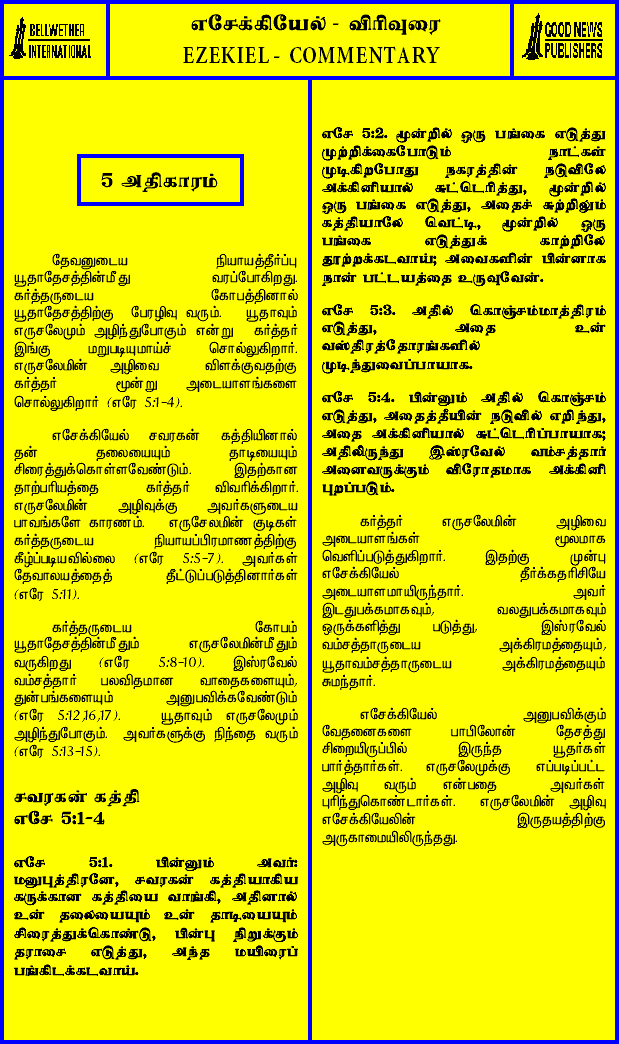 BELLWETHER
INTERNATIONAL
எசேக்கியேல் - விரிவுரை
EZEKIEL - COMMENTARY
GOOD NEWS
PUBLISHERS
5 அதிகாரம்
தேவனுடைய நியாயத்தீர்ப்பு
யூதாதேசத்தின்மீது வரப்போகிறது.
கர்த்தருடைய கோபத்தினால்
யூதாதேசத்திற்கு பேரழிவு வரும். யூதாவும்
எருசலேமும் அழிந்துபோகும் என்று கர்த்தர்
இங்கு மறுபடியுமாய்ச் சொல்லுகிறார்.
எருசலேமின் அழிவை விளக்குவதற்கு
கர்த்தர் மூன்று அடையாளங்களை
சொல்லுகிறார் (எரே 5:1-4).
எசேக்கியேல் சவரகன் கத்தியினால்
தன் தலையையும் தாடியையும்
சிரைத்துக்கொள்ளவேண்டும். இதற்கான
தாற்பரியத்தை கர்த்தர் விவரிக்கிறார்.
எருசலேமின் அழிவுக்கு அவர்களுடைய
பாவங்களே காரணம். எருசேலமின் குடிகள்
கர்த்தருடைய நியாயப்பிரமாணத்திற்கு
கீழ்ப்படியவில்லை (எரே 5:5-7). அவர்கள்
தேவாலயத்தைத் தீட்டுப்படுத்தினார்கள்
(எரே 5:11).
கர்த்தருடைய கோபம்
யூதாதேசத்தின்மீதும் எருசலேமின்மீதும்
வருகிறது (எரே 5:8-10). இஸ்ரவேல்
வம்சத்தார் பலவிதமான வாதைகளையும்,
துன்பங்களையும் அனுபவிக்கவேண்டும்
(எரே 5:12,16,17). யூதாவும் எருசலேமும்
அழிந்துபோகும். அவர்களுக்கு நிந்தை வரும்
(எரே 5:13-15).
சவரகன் கத்தி
எசே 5:1-4
எசே 5:1. பின்னும் அவர்:
மனுபுத்திரனே, சவரகன் கத்தியாகிய
கருக்கான கத்தியை வாங்கி, அதினால்
உன் தலையையும் உன் தாடியையும்
சிரைத்துக்கொண்டு, பின்பு நிறுக்கும்
தராசை எடுத்து, அந்த மயிரைப்
பங்கிடக்கடவாய்.
எசே 5:2. மூன்றில் ஒரு பங்கை எடுத்து
முற்றிக்கைபோடும் நாட்கள்
முடிகிறபோது நகரத்தின் நடுவிலே
அக்கினியால் சுட்டெரித்து, மூன்றில்
ஒரு பங்கை எடுத்து, அதைச் சுற்றிலும்
கத்தியாலே வெட்டி, மூன்றில் ஒரு
பங்கை எடுத்துக் காற்றிலே
தூற்றக்கடவாய்; அவைகளின் பின்னாக
நான் பட்டயத்தை உருவுவேன்.
எசே 5:3. அதில் கொஞ்சம்மாத்திரம்
எடுத்து, அதை உன்
வஸ்திரத்தோரங்களில்
முடிந்துவைப்பாயாக.
எசே 5:4. பின்னும் அதில் கொஞ்சம்
எடுத்து, அதைத்தீயின் நடுவில் எறிந்து,
அதை அக்கினியால் சுட்டெரிப்பாயாக;
அதிலிருந்து இஸ்ரவேல் வம்சத்தார்
அனைவருக்கும் விரோதமாக அக்கினி
புறப்படும்.
கர்த்தர் எருசலேமின் அழிவை
அடையாளங்கள் மூலமாக
வெளிப்படுத்துகிறார். இதற்கு முன்பு
எசேக்கியேல் தீர்க்கதரிசியே
அடையாளமாயிருந்தார். அவர்
இடதுபக்கமாகவும், வலதுபக்கமாகவும்
ஒருக்களித்து படுத்து, இஸ்ரவேல்
வம்சத்தாருடைய அக்கிரமத்தையும்,
யூதாவம்சத்தாருடைய அக்கிரமத்தையும்
சுமந்தார்.
எசேக்கியேல் அனுபவிக்கும்
வேதனைகளை பாபிலோன் தேசத்து
சிறையிருப்பில் இருந்த யூதர்கள்
பார்த்தார்கள். எருசலேமுக்கு எப்படிப்பட்ட
அழிவு வரும் என்பதை அவர்கள்
புரிந்துகொண்டார்கள். எருசலேமின் அழிவு
எசேக்கியேலின் இருதயத்திற்கு
அருகாமையிலிருந்தது.